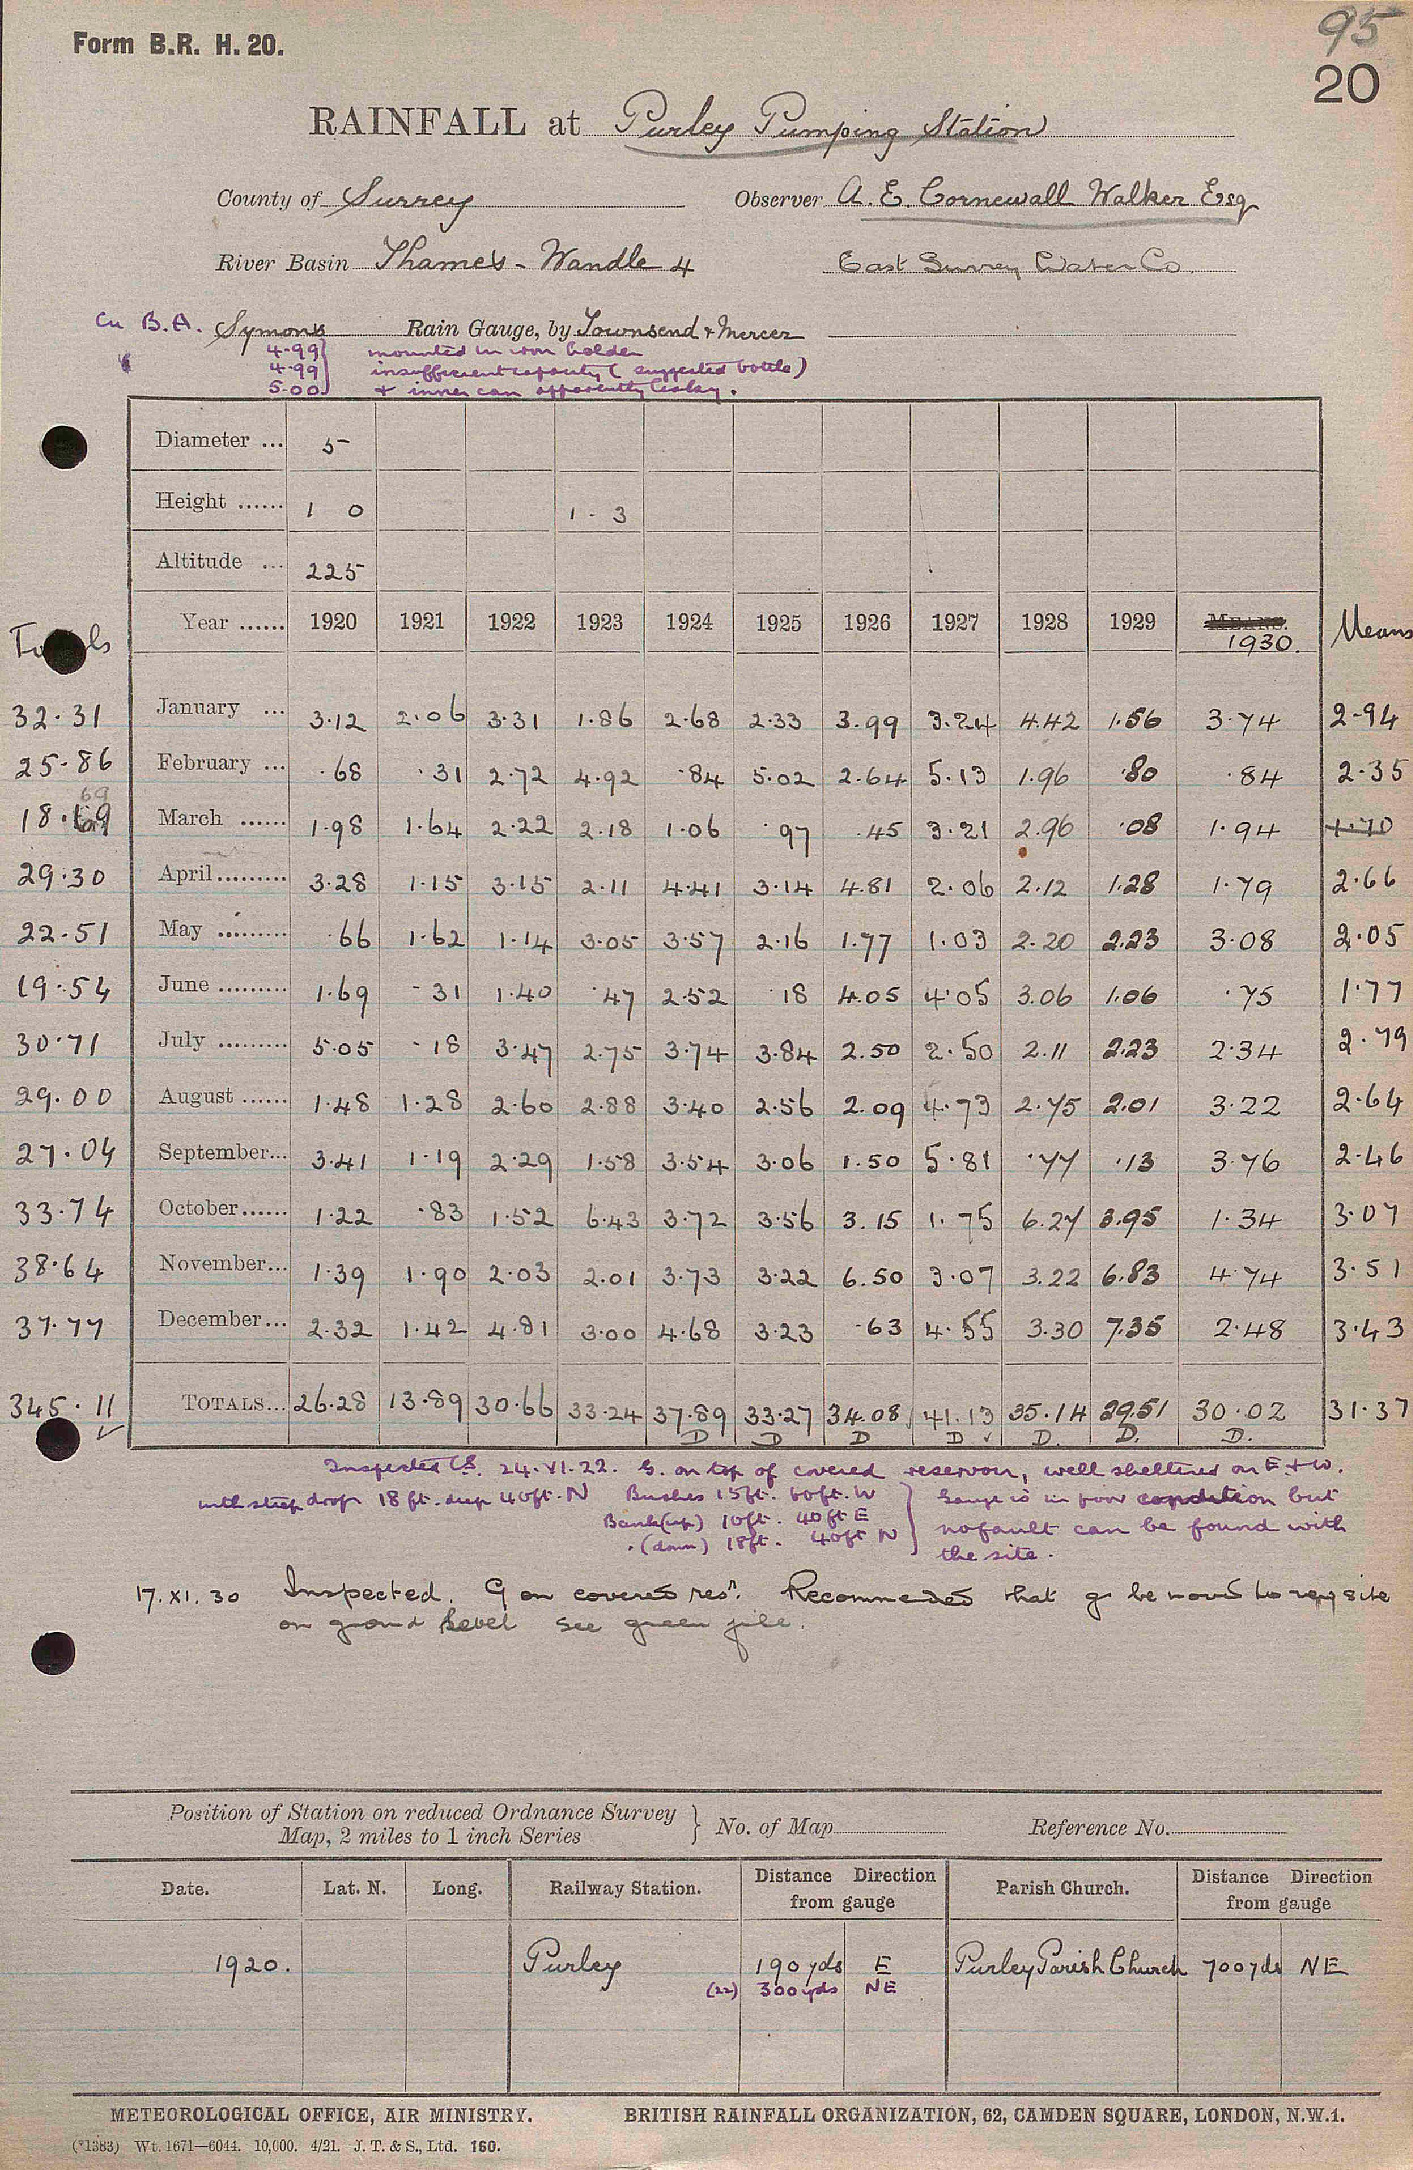 95
Form B.R. H. 20.
20
RAINFALL at Purley Pumping Station
County of Surrey Observer A. E. Cornewall Walker Esq
River Basin Thames - Wandle 4 East Surrey Water Co.
Cu B.A. Symons Rain Gauge, by Townsend & Mercer
4.99 mounted in iron holder
4.99 insufficient capacity ( suggested bottle)
5.00 & inner can apparently leaky.
Diameter ... 5
Height ...... 1 0 1 - 3
Altitude ... 225
Totals Year ...... 1920 1921 1922 1923 1924 1925 1926 1927 1928 1929 MEANS. 1930. Means
32.31 January ... 3.12 2.06 3.31 1.86 2.68 2.33 3.99 3.24 4.42 1.56 3.74 2.94
25.86 February ... .68 .31 2.72 4.92 .84 5.02 2.64 5.13 1.96 .80 .84 2.35
69
18. March ...... 1.98 1.64 2.22 2.18 1.06 .97 .45 3.21 2.96 .08 1.94 1.70
29.30 April ......... 3.28 1.15 3.15 2.11 4.41 3.14 4.81 2.06 2.12 1.28 1.79 2.66
22.51 May ......... .66 1.62 1.14 3.05 3.57 2.16 1.77 1.03 2.20 2.23 3.08 2.05
19.54 June ......... 1.69 .31 1.40 .47 2.52 .18 4.05 4.05 3.06 1.06 .75 1.77
30.71 July ......... 5.05 .18 3.47 2.75 3.74 3.84 2.50 2.50 2.11 2.23 2.34 2.79
29.00 August ...... 1.48 1.28 2.60 2.88 3.40 2.56 2.09 4.73 2.75 2.01 3.22 2.64
27.04 September... 3.41 1.19 2.29 1.58 3.54 3.06 1.50 5.81 .77 .13 3.76 2.46
33.74 October...... 1.22 .83 1.52 6.43 3.72 3.56 3.15 1.75 6.27 3.95 1.34 3.07
38.64 November... 1.39 1.90 2.03 2.01 3.73 3.22 6.50 3.07 3.22 6.83 4.74 3.51
37.77 December... 2.32 1.42 4.81 3.00 4.68 3.23 .63 4.55 3.30 7.35 2.48 3.43
345.11 TOTALS... 26.28 13.89 30.66 33.24 37.89 33.27 34.08 41.13 35.14 29.51 30.02 31.37
✓ D D D D ✓ D. D. D.
Inspected 24.XI.22. G. on top of covered reservoir, well sheltered on E. & W.
with steep drop 18 ft. deep 40ft. N Bushes 15ft. 60ft. W Gauge is in poor condition but
Bank (up) 10ft. 40ft E no fault can be found with
" (down) 18ft. 40ft N the site.
17. XI. 30 Inspected. G on covered resr. Recommended that g be moved to site
on ground level see green file.
Position of Station on reduced Ordnance Survey
Map, 2 miles to 1 inch Series } No. of Map Reference No.
Date. Lat. N. Long. Railway Station. Distance Direction from gauge Parish Church. Distance Direction from gauge
1920. Purley 190 yds E Purley Parish Church 700 yds NE
(22) 300 yds NE
METEOROLOGICAL OFFICE, AIR MINISTRY. BRITISH RAINFALL ORGANIZATION, 62, CAMDEN SQUARE, LONDON, N.W.1.
(*1383) Wt. 1671—6044. 10,000. 4/21. J. T. & S., Ltd. 160.